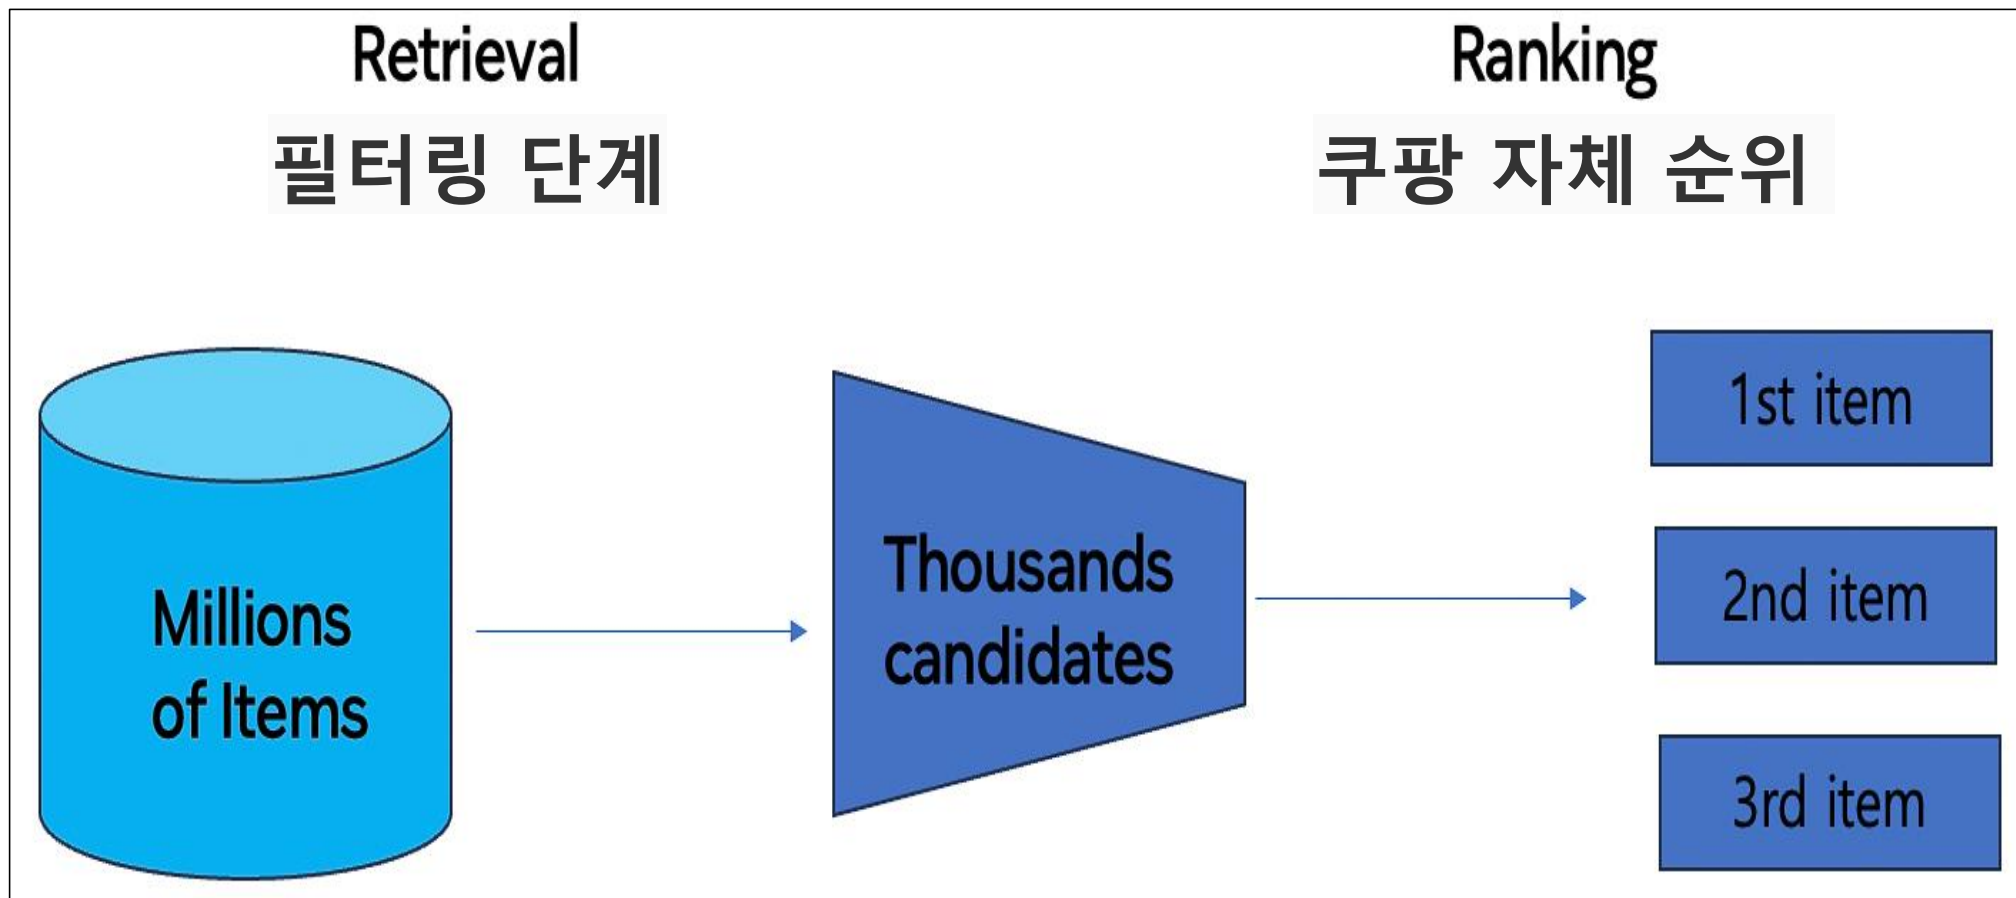 Retrieval
필터링 단계
Ranking
쿠팡 자체 순위
Millions
of Items
Thousands
candidates
1st item
2nd item
3rd item